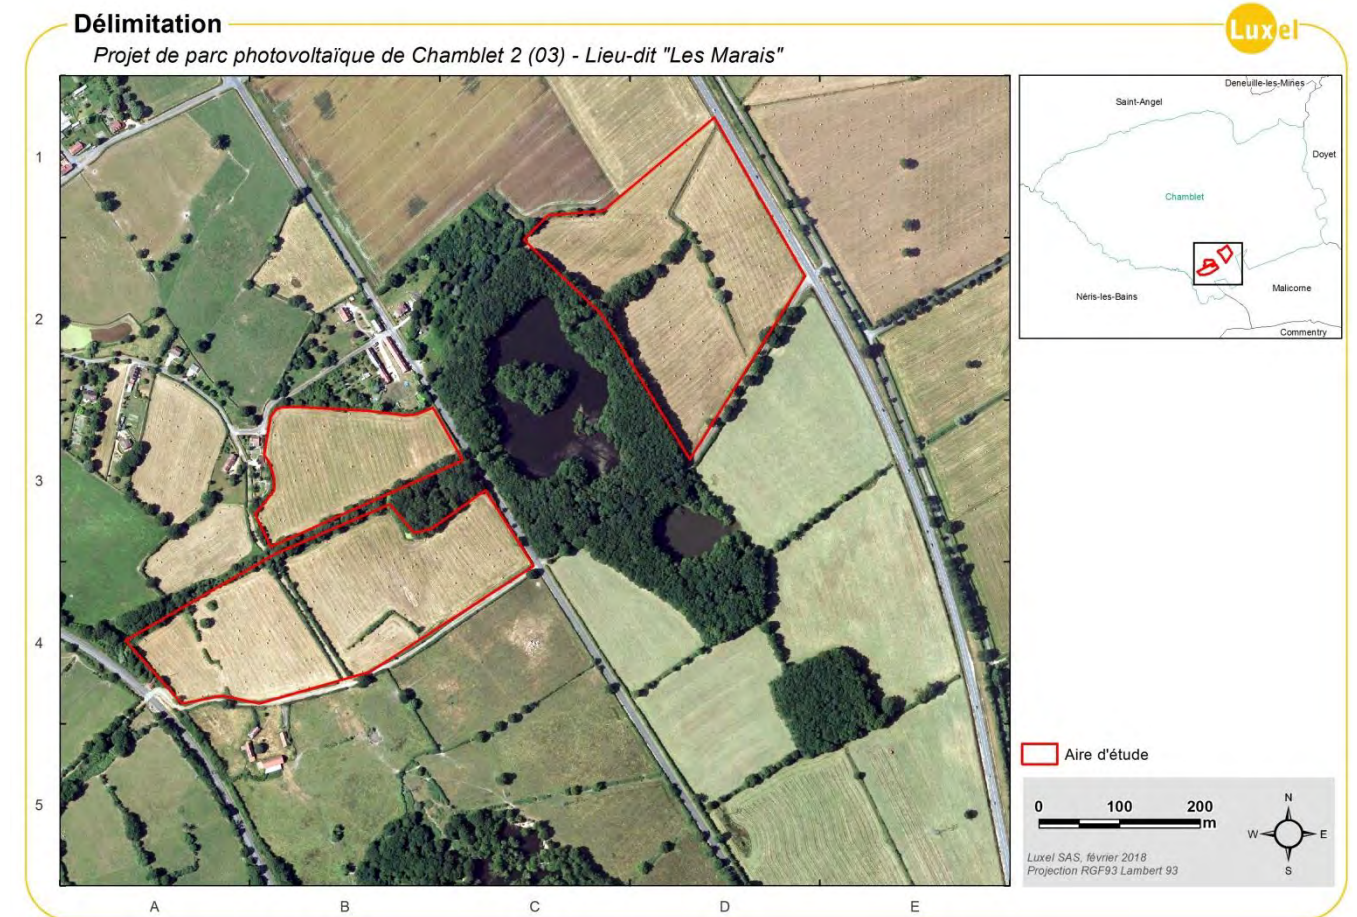 Délimitation
Luxel
Projet de parc photovoltaïque de Chamblet 2 (03) - Lieu-dit "Les Marais"
1
2
3
4
5
A
B
C
D
E
Deneuille-les-Mines
Saint-Angel
Doyet
Chamblet
Néris-les-Bains
Malicorne
Commentry
Aire d'étude
0 100 200
m
N
W E
S
Luxel SAS, février 2018
Projection RGF93 Lambert 93